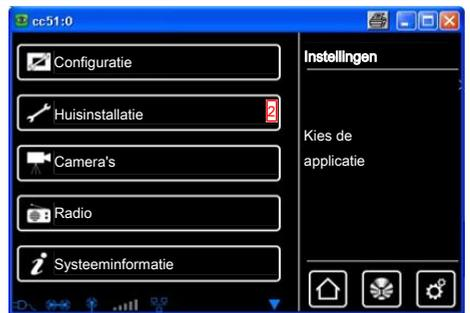 cc51:0
Configuratie
Huisinstallatie
2
Camera's
Radio
Systeeminformatie
Instellingen
Kies de
applicatie